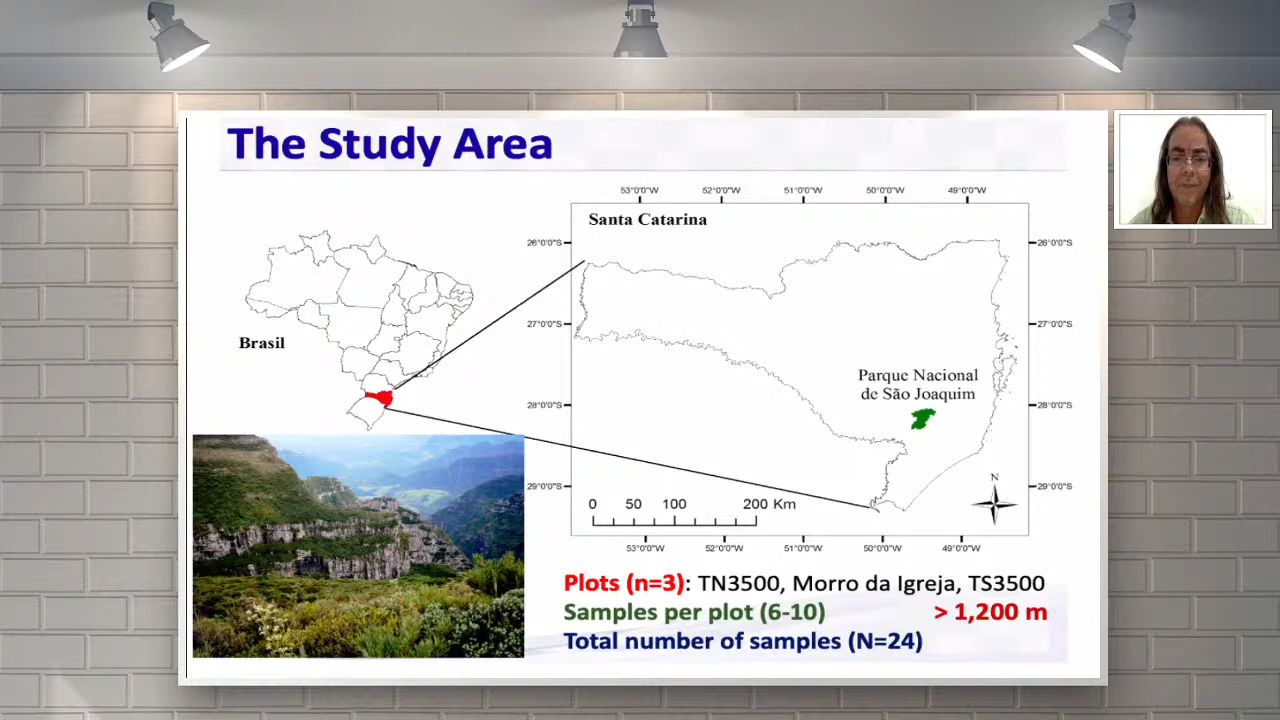 The Study Area
53°0'0"W 52°0'0"W 51°0'0"W 50°0'0"W 49°0'0"W
Santa Catarina
26°0'0"S 26°0'0"S
27°0'0"S 27°0'0"S
Brasil
Parque Nacional
de São Joaquim
28°0'0"S 28°0'0"S
N
29°0'0"S 29°0'0"S
0 50 100 200 Km
53°0'0"W 52°0'0"W 51°0'0"W 50°0'0"W 49°0'0"W
Plots (n=3): TN3500, Morro da Igreja, TS3500
Samples per plot (6-10) > 1,200 m
Total number of samples (N=24)